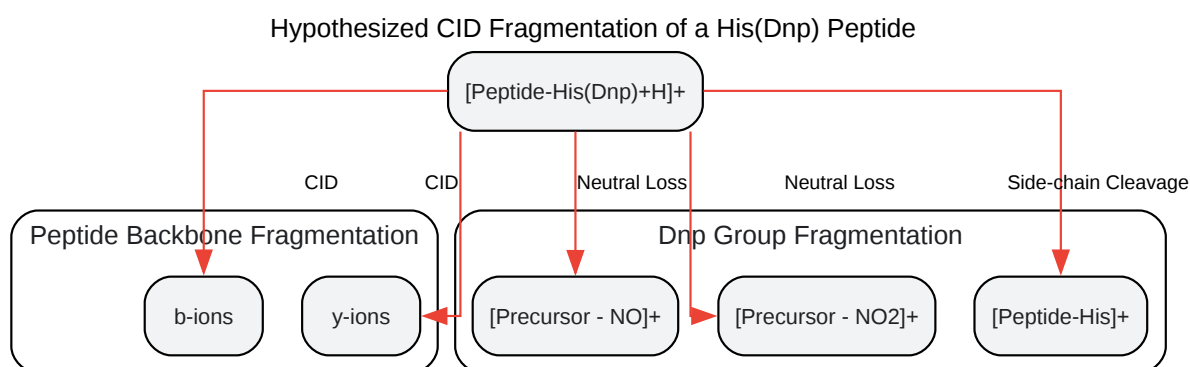 Hypothesized CID Fragmentation of a His(Dnp) Peptide
[Peptide-His(Dnp)+H]+
CID
CID
Neutral Loss
Neutral Loss
Side-chain Cleavage
Peptide Backbone Fragmentation
Dnp Group Fragmentation
b-ions
y-ions
[Precursor - NO]+
[Precursor - NO2]+
[Peptide-His]+